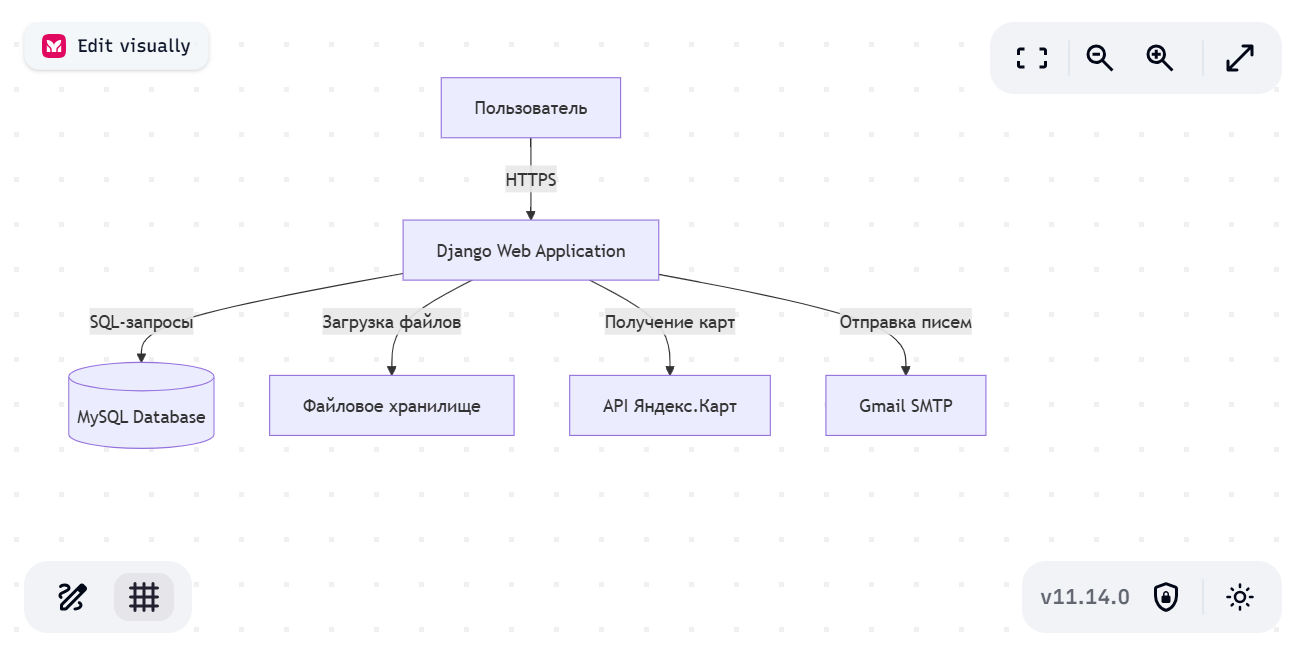 Edit visually
Пользователь
HTTPS
Django Web Application
SQL-запросы
Загрузка файлов
Получение карт
Отправка писем
MySQL Database
Файловое хранилище
API Яндекс.Карт
Gmail SMTP
v11.14.0